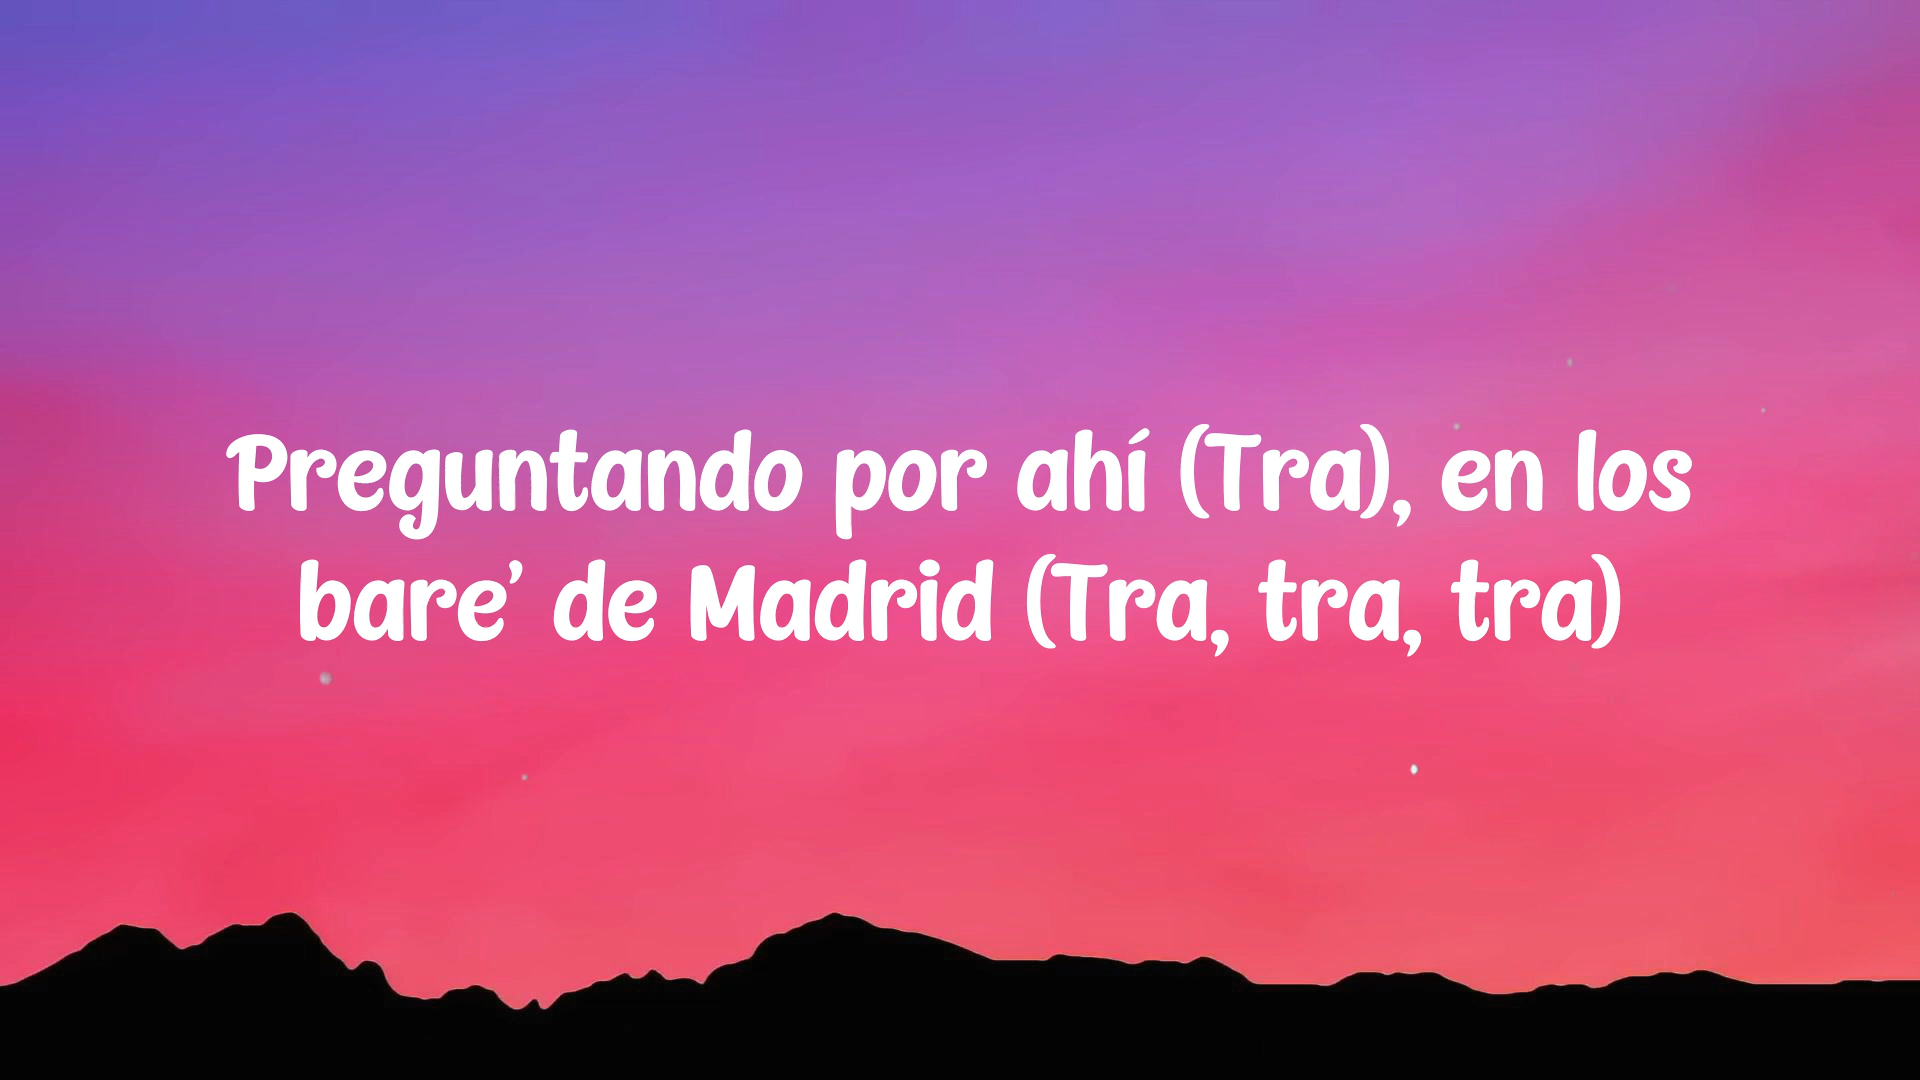 Preguntando por ahí (Tra), en los
bare’ de Madrid (Tra, tra, tra)